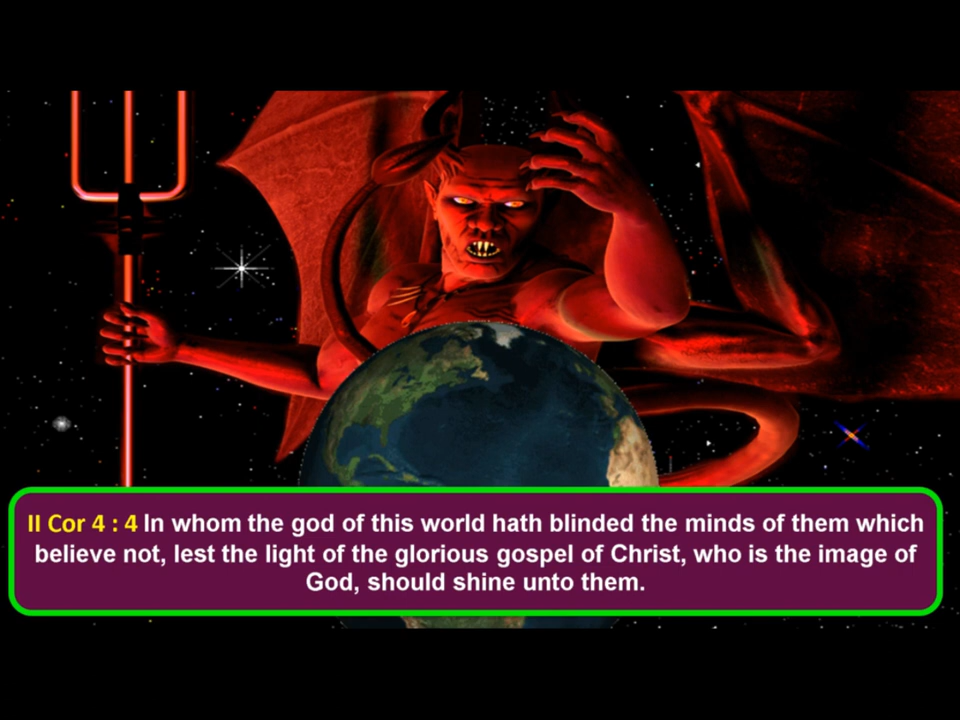 II Cor 4 : 4 In whom the god of this world hath blinded the minds of them which
believe not, lest the light of the glorious gospel of Christ, who is the image of
God, should shine unto them.